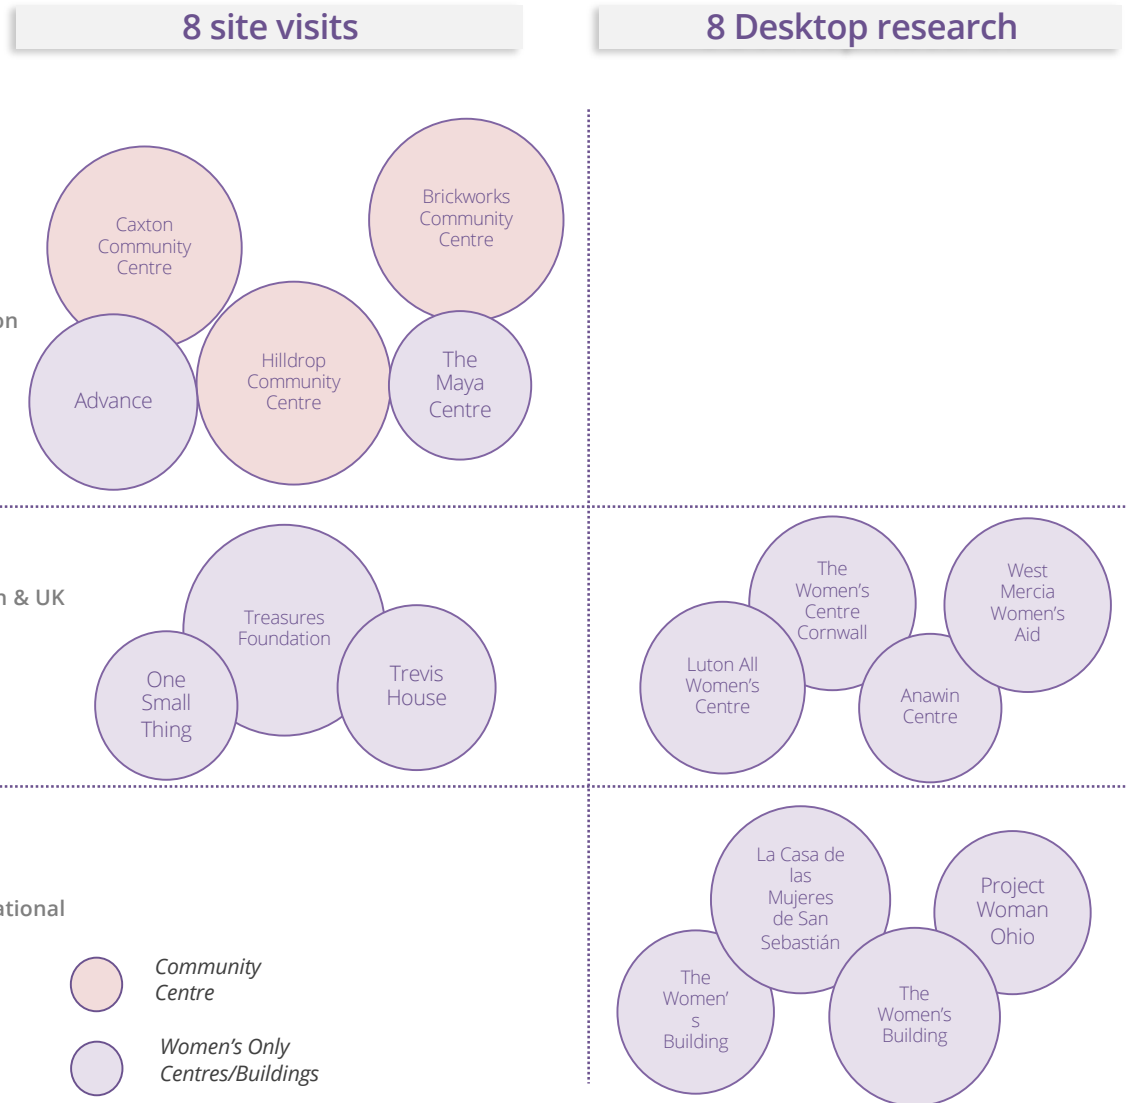 8 site visits
8 Desktop research
Caxton
Community
Centre
Brickworks
Community
Centre
on
Advance
Hilldrop
Community
Centre
The
Maya
Centre
n & UK
One
Small
Thing
Treasures
Foundation
Trevis
House
Luton All
Women's
Centre
The
Women's
Centre
Cornwall
Anawin
Centre
West
Mercia
Women's
Aid
ational
Community
Centre
Women's Only
Centres/Buildings
The
Women'
s
Building
La Casa de
las
Mujeres
de San
Sebastián
The
Women's
Building
Project
Woman
Ohio